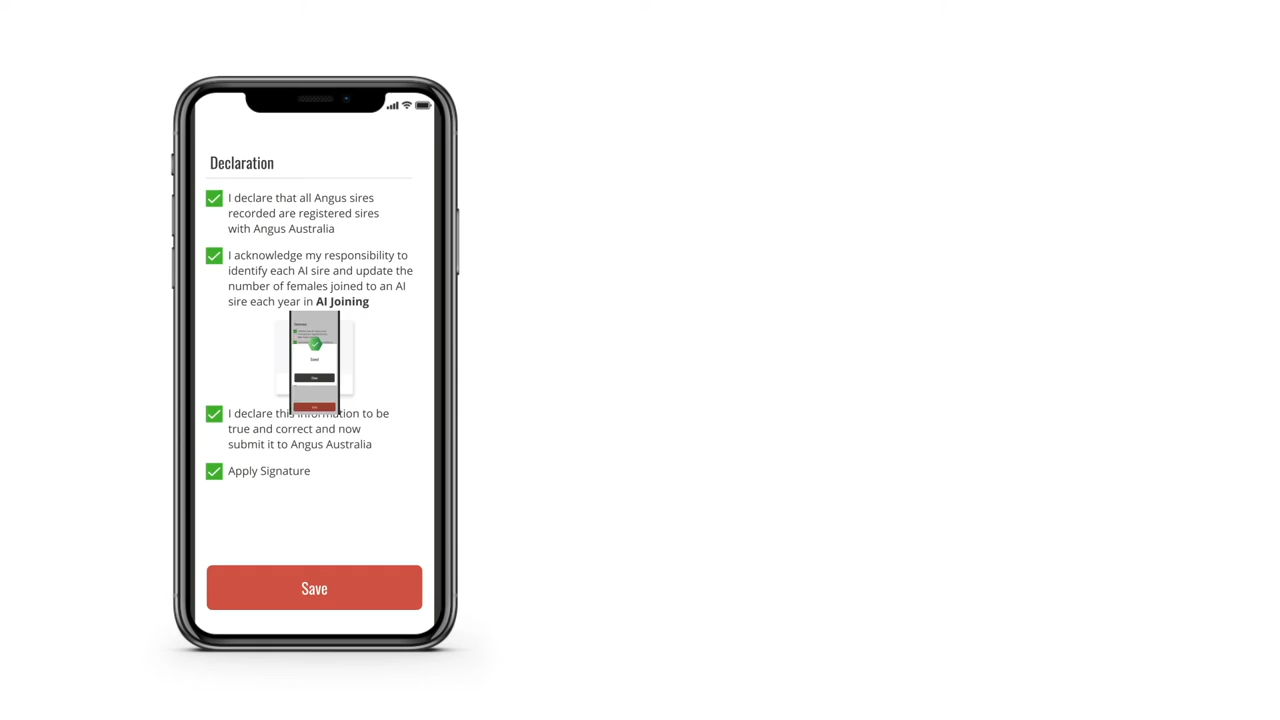 Declaration
I declare that all Angus sires
recorded are registered sires
with Angus Australia
I acknowledge my responsibility to
identify each AI sire and update the
number of females joined to an AI
sire each year in AI Joining
Saved
I declare this information to be
true and correct and now
submit it to Angus Australia
Apply Signature
Save